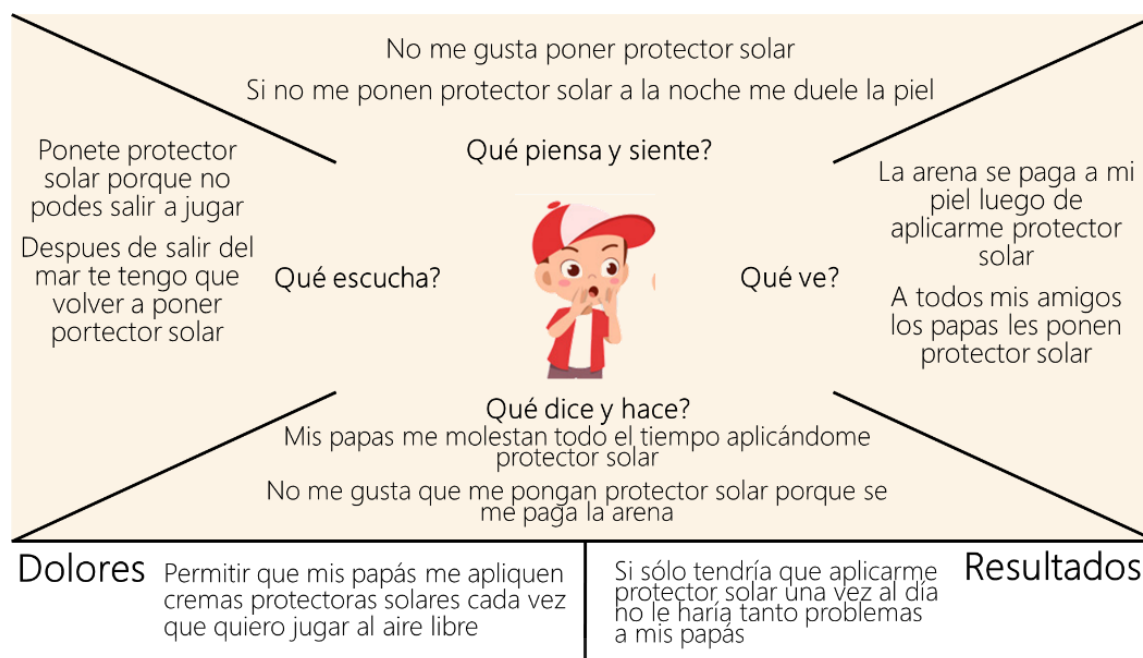 No me gusta poner protector solar
Si no me ponen protector solar a la noche me duele la piel
Qué piensa y siente?
Ponete protector
solar porque no
podes salir a jugar
Despues de salir del
mar te tengo que
volver a poner
portector solar
Qué escucha?
Qué ve?
La arena se paga a mi
piel luego de
aplicarme protector
solar
A todos mis amigos
los papas les ponen
protector solar
Qué dice y hace?
Mis papas me molestan todo el tiempo aplicándome
protector solar
No me gusta que me pongan protector solar porque se
me paga la arena
Dolores
Permitir que mis papás me apliquen
cremas protectoras solares cada vez
que quiero jugar al aire libre
Si sólo tendría que aplicarme
protector solar una vez al día
no le haría tanto problemas
a mis papás
Resultados